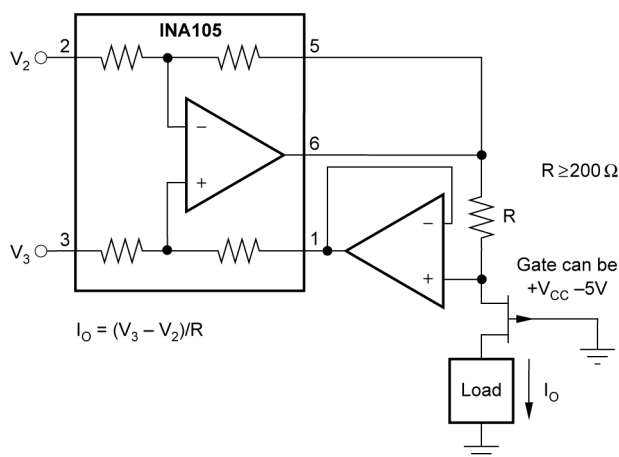 INA105
2
5
V2
−
6
+
R ≥ 200 Ω
−
R
3
1
V3
+
Gate can be
+VCC –5V
IO = (V3 – V2)/R
Load
IO